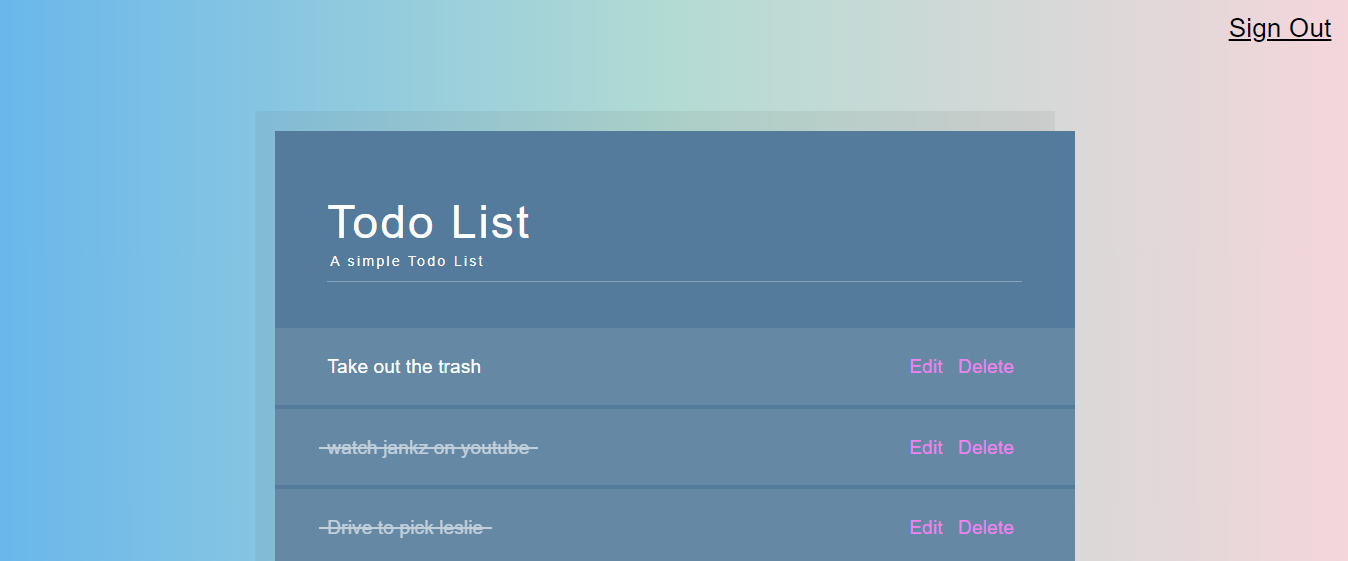 Sign Out
Todo List
A simple Todo List
Take out the trash Edit Delete
watch jankz on youtube Edit Delete
Drive to pick leslie Edit Delete